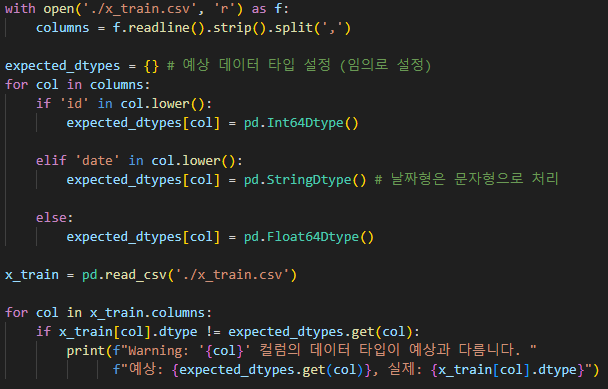 with open('./x_train.csv', 'r') as f:
    columns = f.readline().strip().split(',')

expected_dtypes = {} # 예상 데이터 타입 설정 (임의로 설정)
for col in columns:
    if 'id' in col.lower():
        expected_dtypes[col] = pd.Int64Dtype()

    elif 'date' in col.lower():
        expected_dtypes[col] = pd.StringDtype() # 날짜형은 문자형으로 처리

    else:
        expected_dtypes[col] = pd.Float64Dtype()

x_train = pd.read_csv('./x_train.csv')

for col in x_train.columns:
    if x_train[col].dtype != expected_dtypes.get(col):
        print(f"Warning: '{col}' 컬럼의 데이터 타입이 예상과 다릅니다. "
              f"예상: {expected_dtypes.get(col)}, 실제: {x_train[col].dtype}")